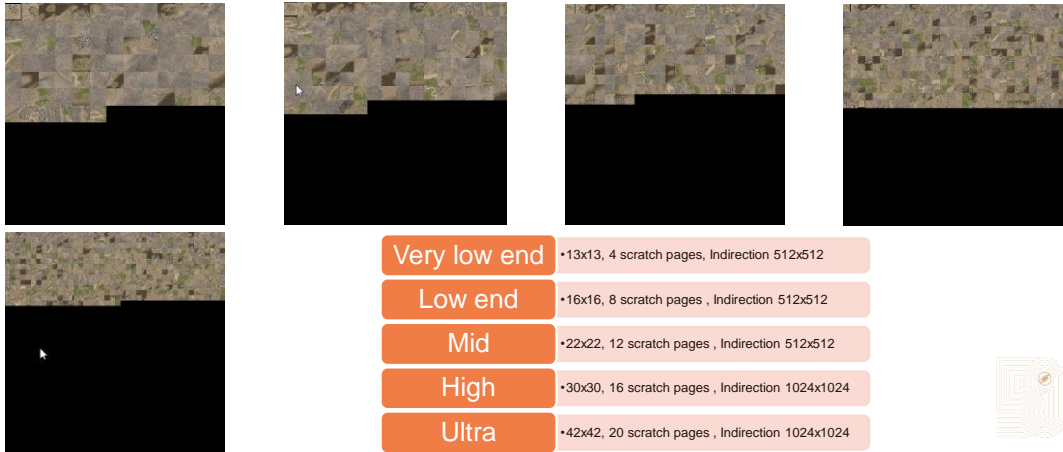 Very low end
•13x13, 4 scratch pages, Indirection 512x512
Low end
•16x16, 8 scratch pages , Indirection 512x512
Mid
•22x22, 12 scratch pages , Indirection 512x512
High
•30x30, 16 scratch pages , Indirection 1024x1024
Ultra
•42x42, 20 scratch pages , Indirection 1024x1024